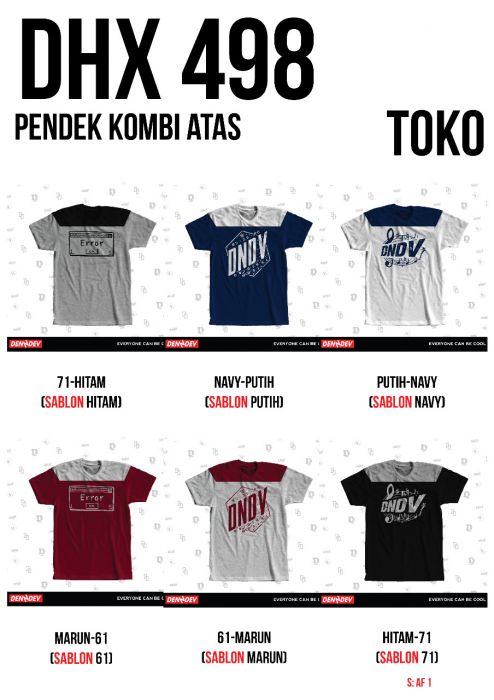 DHX 498
PENDEK KOMBI ATAS
TOKO
Error
DNDV
DNDV
DENADEV EVERYONE CAN BE C
DENADEV EVERYONE CAN BE (
DENADEV EVERYONE CAN BE COOL
71-HITAM
(SABLON HITAM)
NAVY-PUTIH
(SABLON PUTIH)
PUTIH-NAVY
(SABLON NAVY)
Error
DNDV
DNDV
DENADEV EVERYONE CAN BE C
DENADEV EVERYONE CAN BE (
DENADEV EVERYONE CAN BE COOL
MARUN-61
(SABLON 61)
61-MARUN
(SABLON MARUN)
HITAM-71
(SABLON 71)
S: AF 1